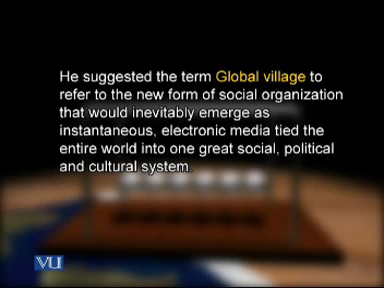 He suggested the term Global village to
refer to the new form of social organization
that would inevitably emerge as
instantaneous, electronic media tied the
entire world into one great social, political
and cultural system.
VU